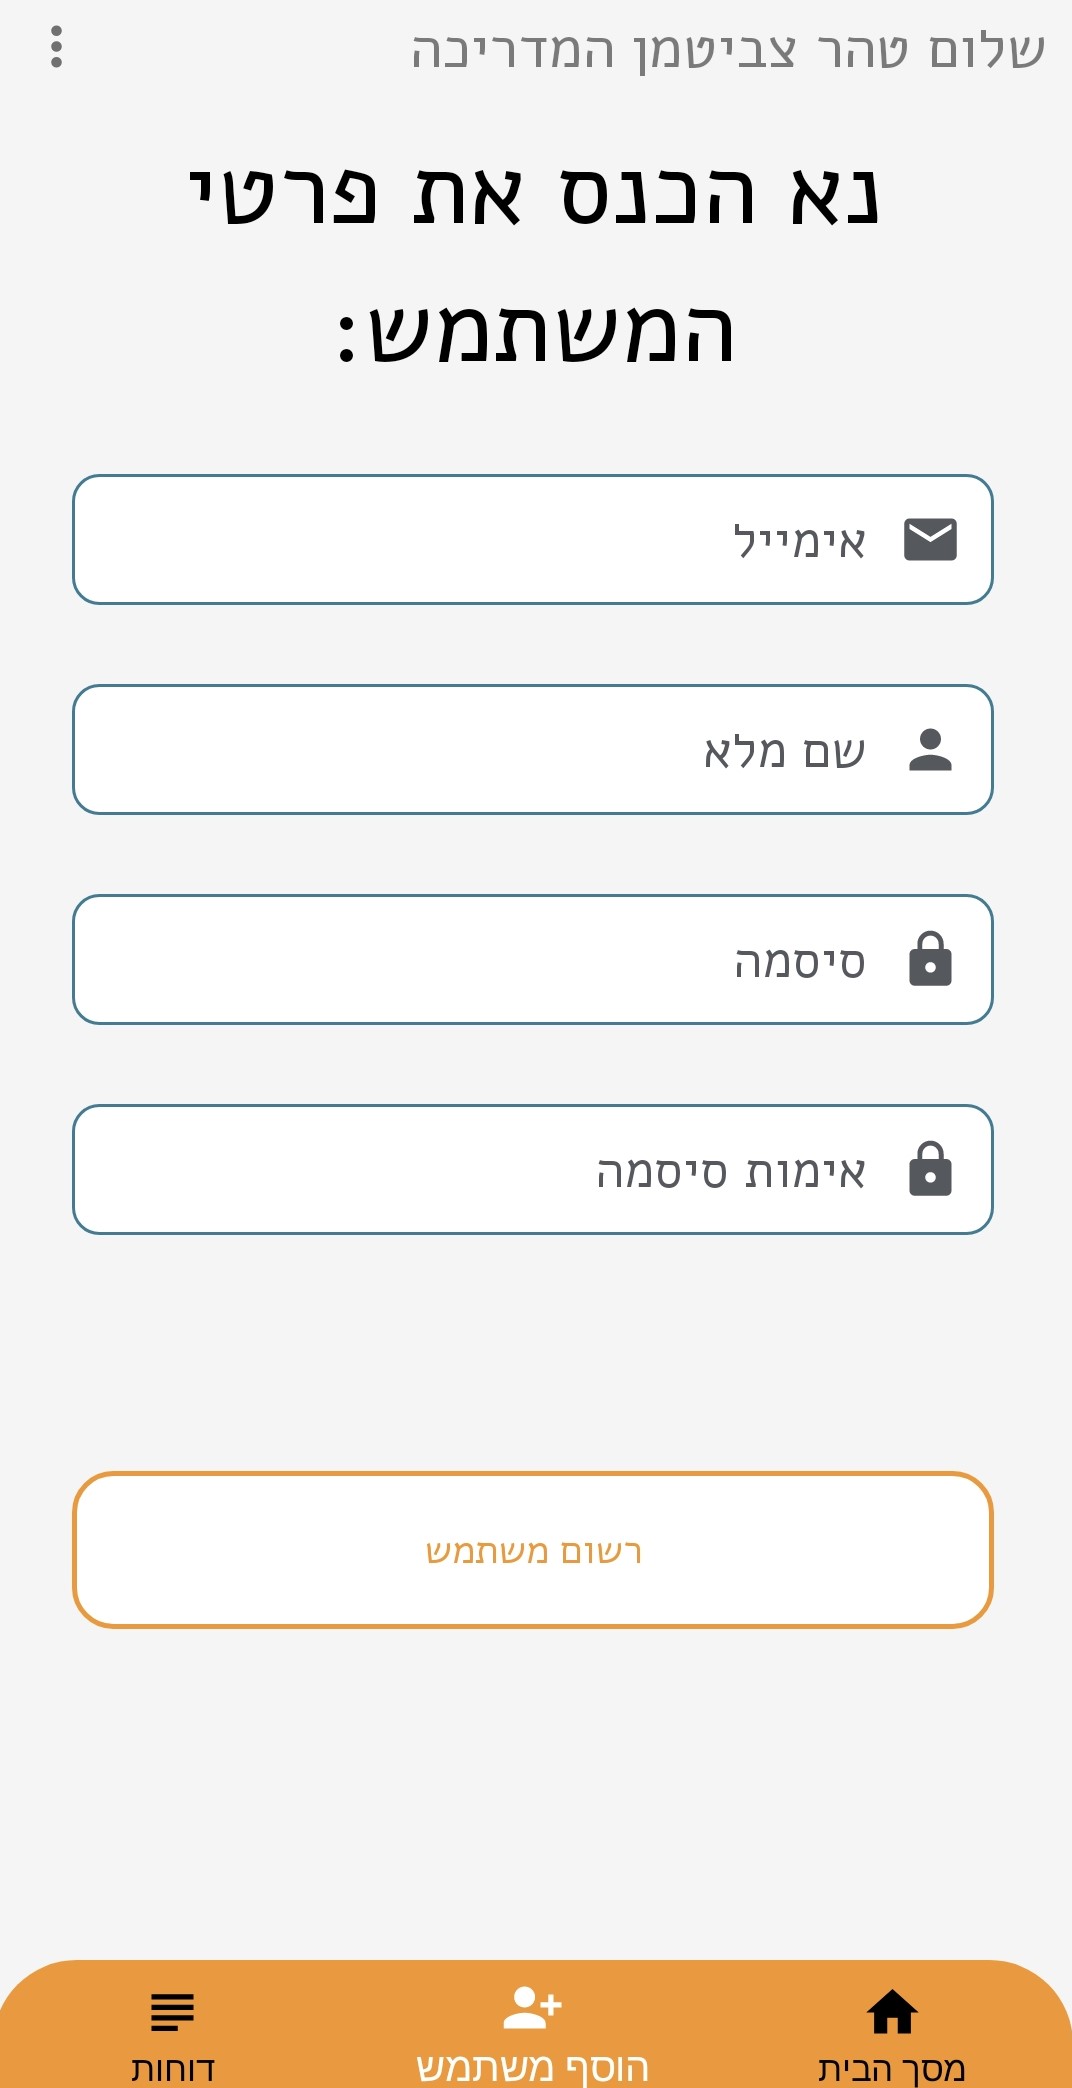 שלום טהר צביטמן המדריכה
נא הכנס את פרטי
המשתמש:
אימייל
שם מלא
סיסמה
אימות סיסמה
רשום משתמש
מסך הבית
הוסף משתמש
דוחות